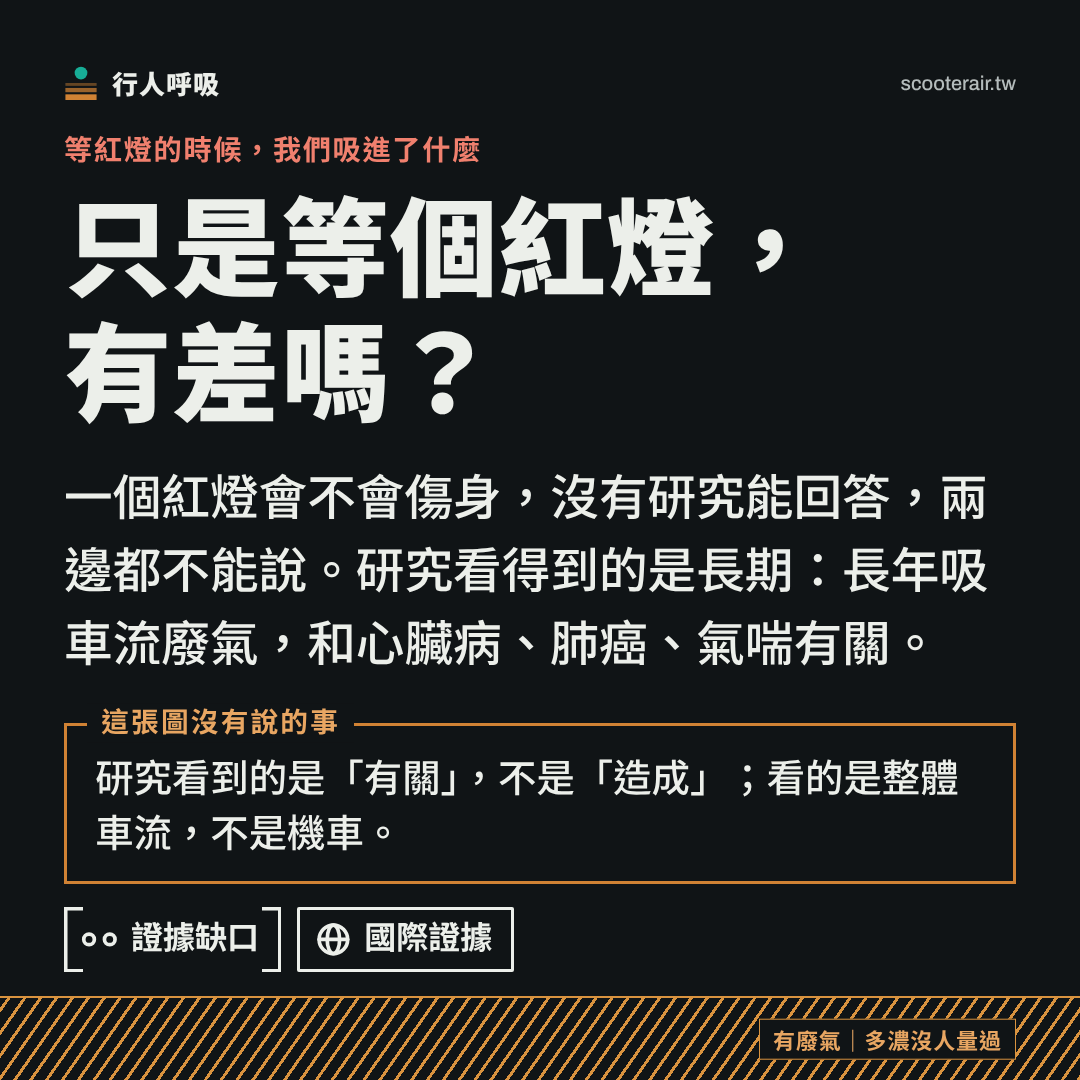 行人呼吸
scooterair.tw
等紅燈的時候，我們吸進了什麼
只是等個紅燈，
有差嗎？
一個紅燈會不會傷身，沒有研究能回答，兩
邊都不能說。研究看得到的是長期：長年吸
車流廢氣，和心臟病、肺癌、氣喘有關。
這張圖沒有說的事
研究看到的是「有關」，不是「造成」；看的是整體
車流，不是機車。
證據缺口
國際證據
有廢氣｜多濃沒人量過